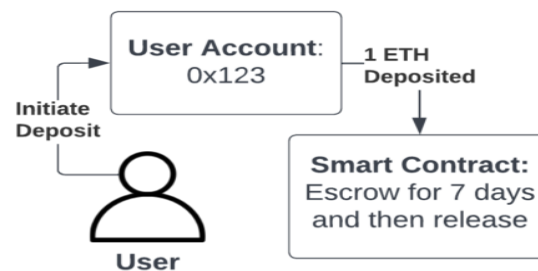 User Account:
0x123
1 ETH
Deposited
Initiate
Deposit
Smart Contract:
Escrow for 7 days
and then release
User